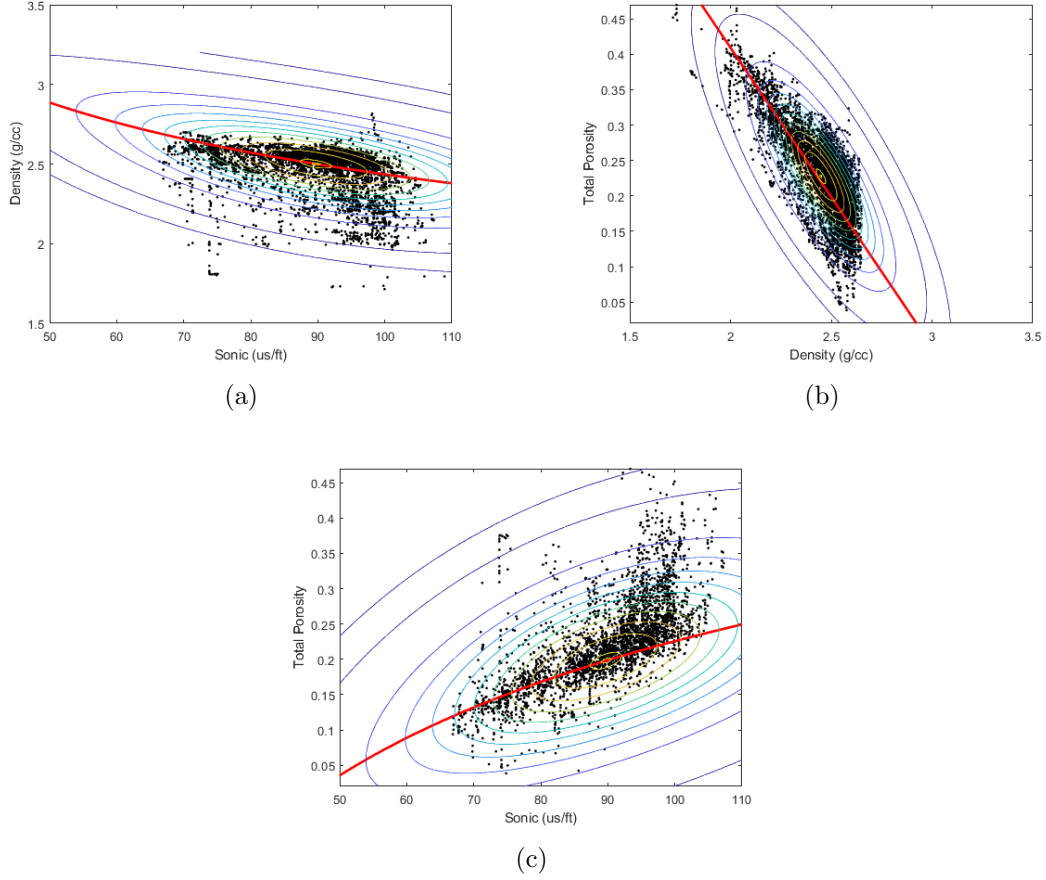 3.5
3
2.5
2
1.5
Density (g/cc)
50 60 70 80 90 100 110
Sonic (us/ft)
(a)
0.45
0.4
0.35
0.3
0.25
0.2
0.15
0.1
0.05
Total Porosity
1.5 2 2.5 3 3.5
Density (g/cc)
(b)
0.45
0.4
0.35
0.3
0.25
0.2
0.15
0.1
0.05
Total Porosity
50 60 70 80 90 100 110
Sonic (us/ft)
(c)